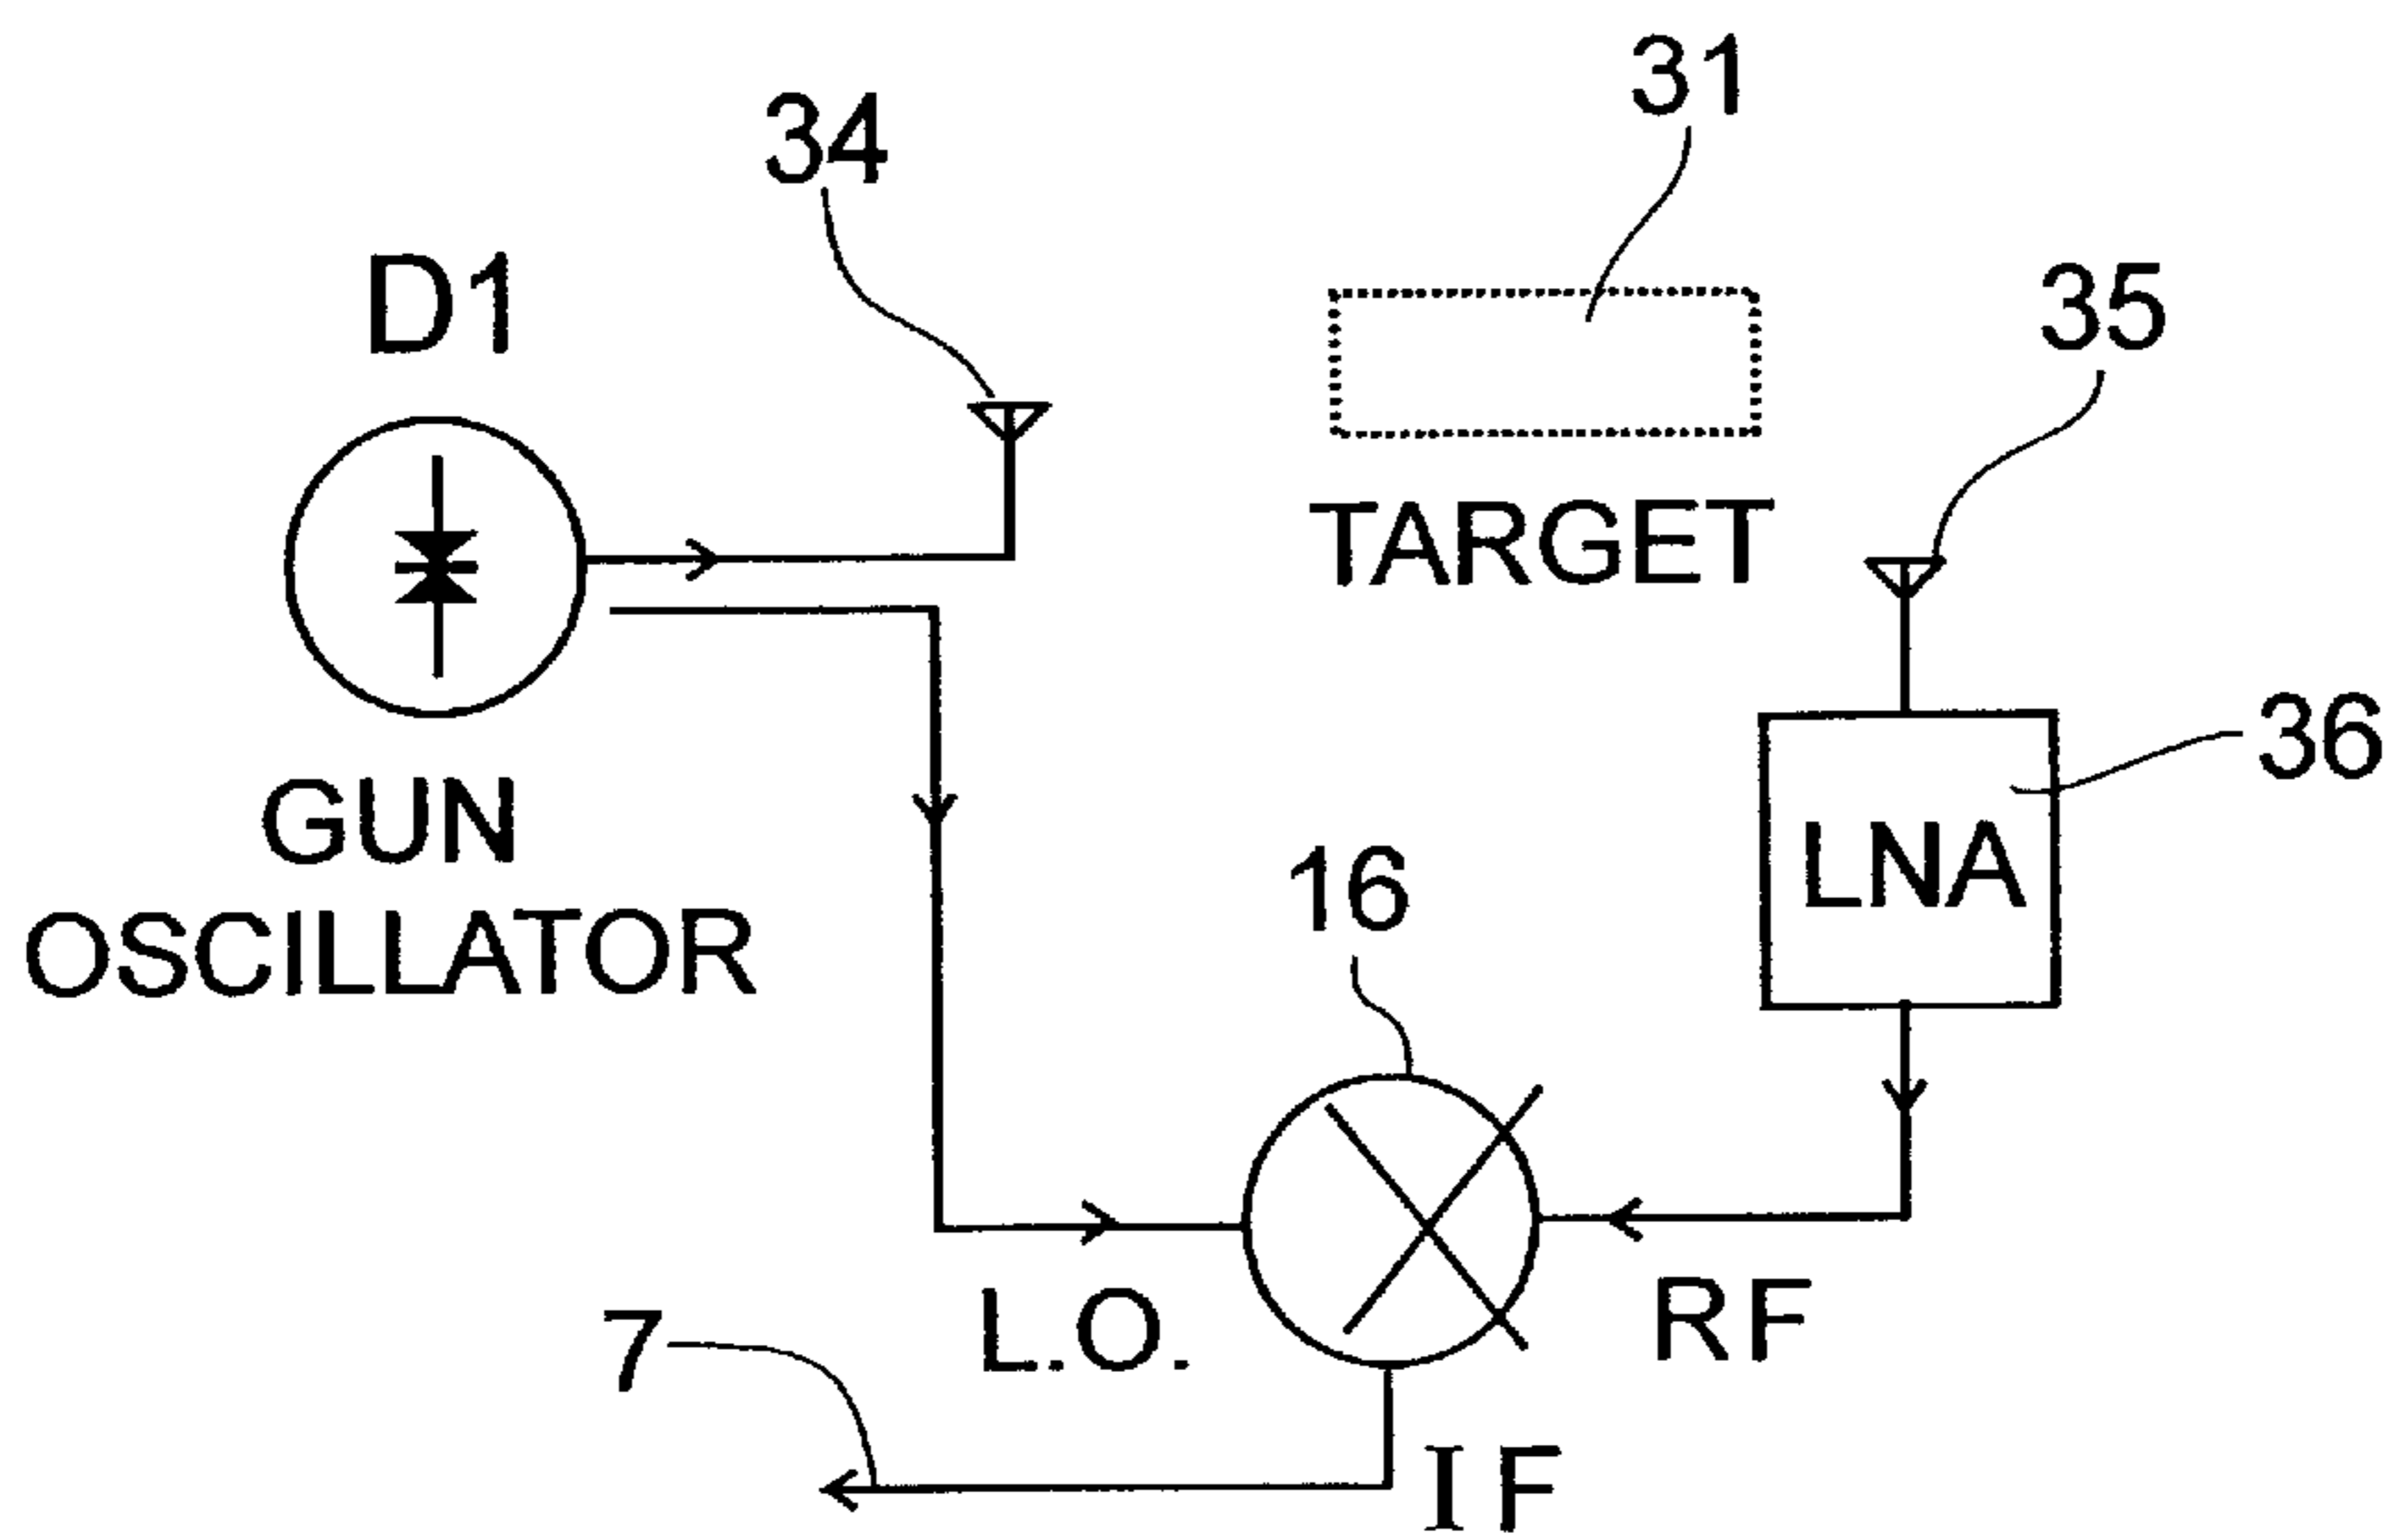 31
34
D1
35
TARGET
36
GUN
OSCILLATOR
LNA
16
RF
L.O.
7
IF